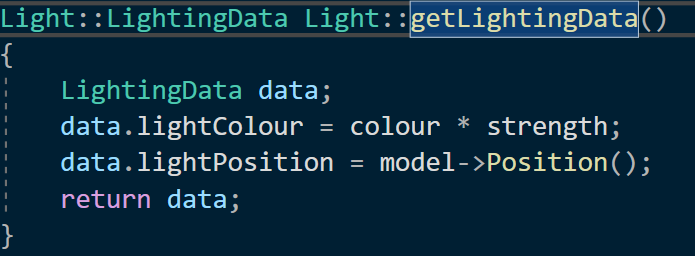 Light::LightingData Light::getLightingData()
{
    LightingData data;
    data.lightColour = colour * strength;
    data.lightPosition = model->Position();
    return data;
}